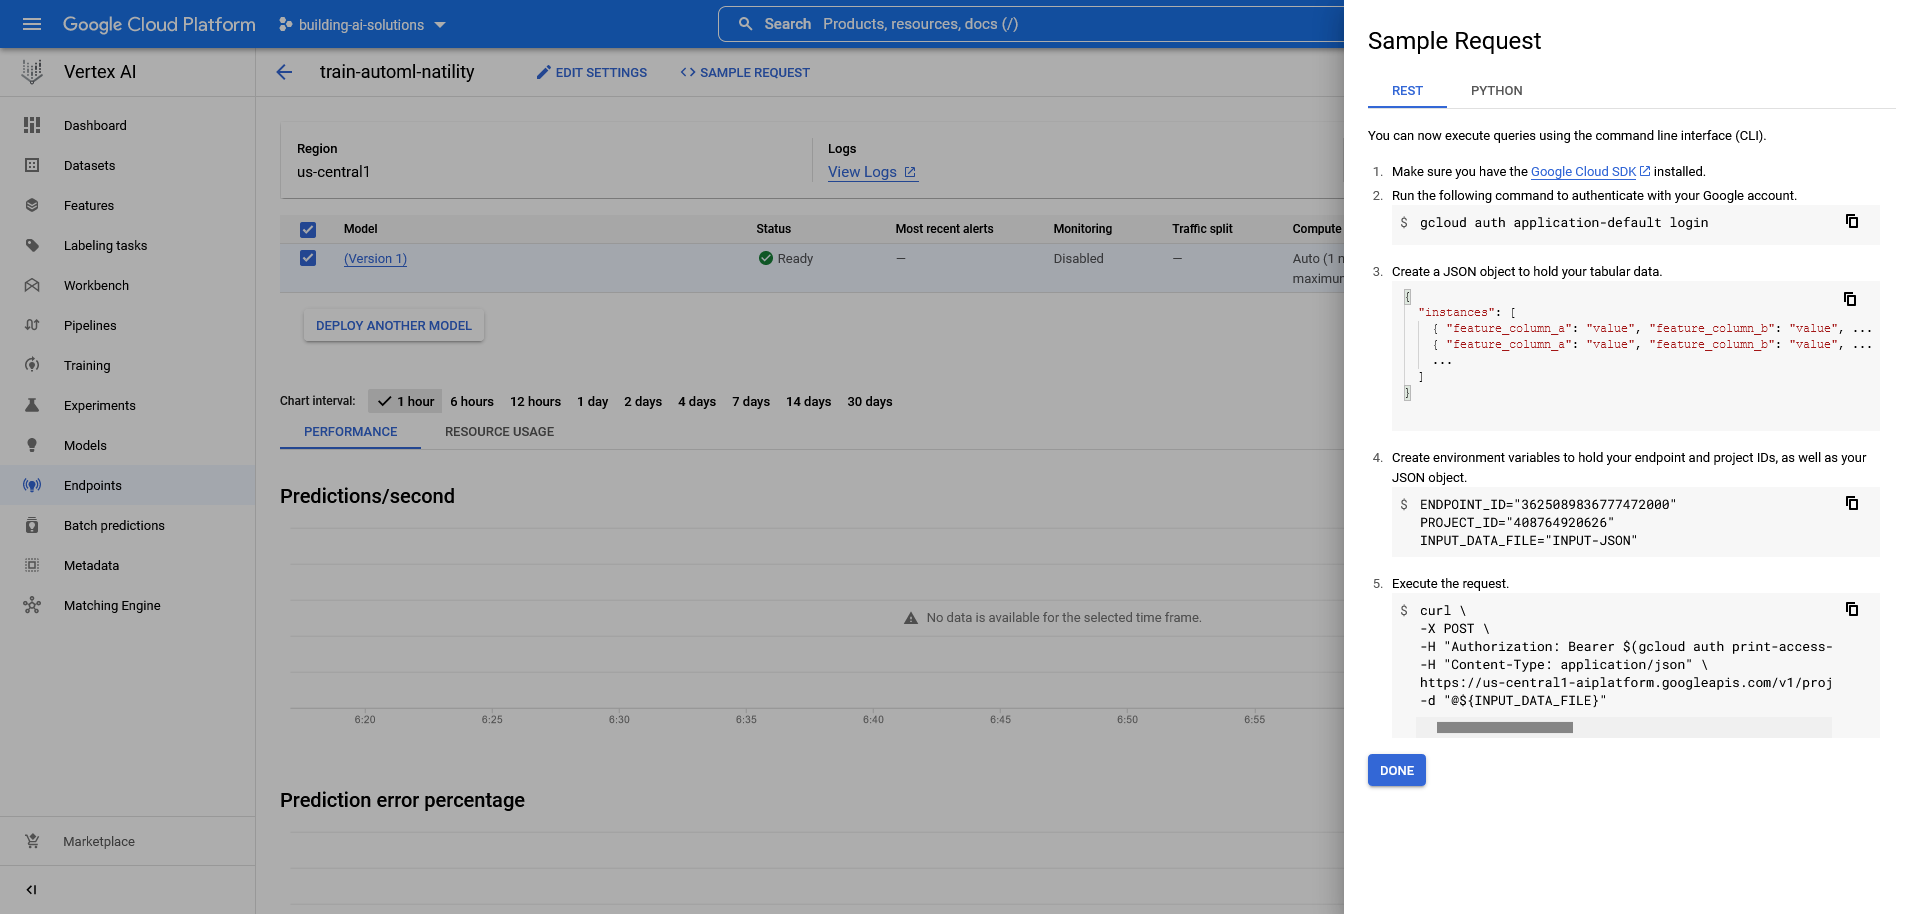 Google Cloud Platform
building-ai-solutions
Search Products, resources, docs (/)
Vertex AI
Dashboard
Datasets
Features
Labeling tasks
Workbench
Pipelines
Training
Experiments
Models
Endpoints
Batch predictions
Metadata
Matching Engine
Marketplace
train-automl-natility
EDIT SETTINGS
<> SAMPLE REQUEST
Region
us-central1
Logs
View Logs
Model Status Most recent alerts Monitoring Traffic split Compute
(Version 1) Ready — Disabled — Auto (1
DEPLOY ANOTHER MODEL
Chart interval: 1 hour 6 hours 12 hours 1 day 2 days 4 days 7 days 14 days 30 days
PERFORMANCE RESOURCE USAGE
Predictions/second
No data is available for the selected time frame.
6:20 6:25 6:30 6:35 6:40 6:45 6:50 6:55
Prediction error percentage
Sample Request
REST PYTHON
You can now execute queries using the command line interface (CLI).
1. Make sure you have the Google Cloud SDK installed.
2. Run the following command to authenticate with your Google account.
$ gcloud auth application-default login
3. Create a JSON object to hold your tabular data.
{
"instances": [
{ "feature_column_a": "value", "feature_column_b": "value", ...
{ "feature_column_a": "value", "feature_column_b": "value", ...
...
]
}
4. Create environment variables to hold your endpoint and project IDs, as well as your
JSON object.
$ ENDPOINT_ID="3625089836777472000"
PROJECT_ID="408764920626"
INPUT_DATA_FILE="INPUT-JSON"
5. Execute the request.
$ curl \
-X POST \
-H "Authorization: Bearer $(gcloud auth print-access-
-H "Content-Type: application/json" \
https://us-central1-aiplatform.googleapis.com/v1/proj
-d "@${INPUT_DATA_FILE}"
DONE